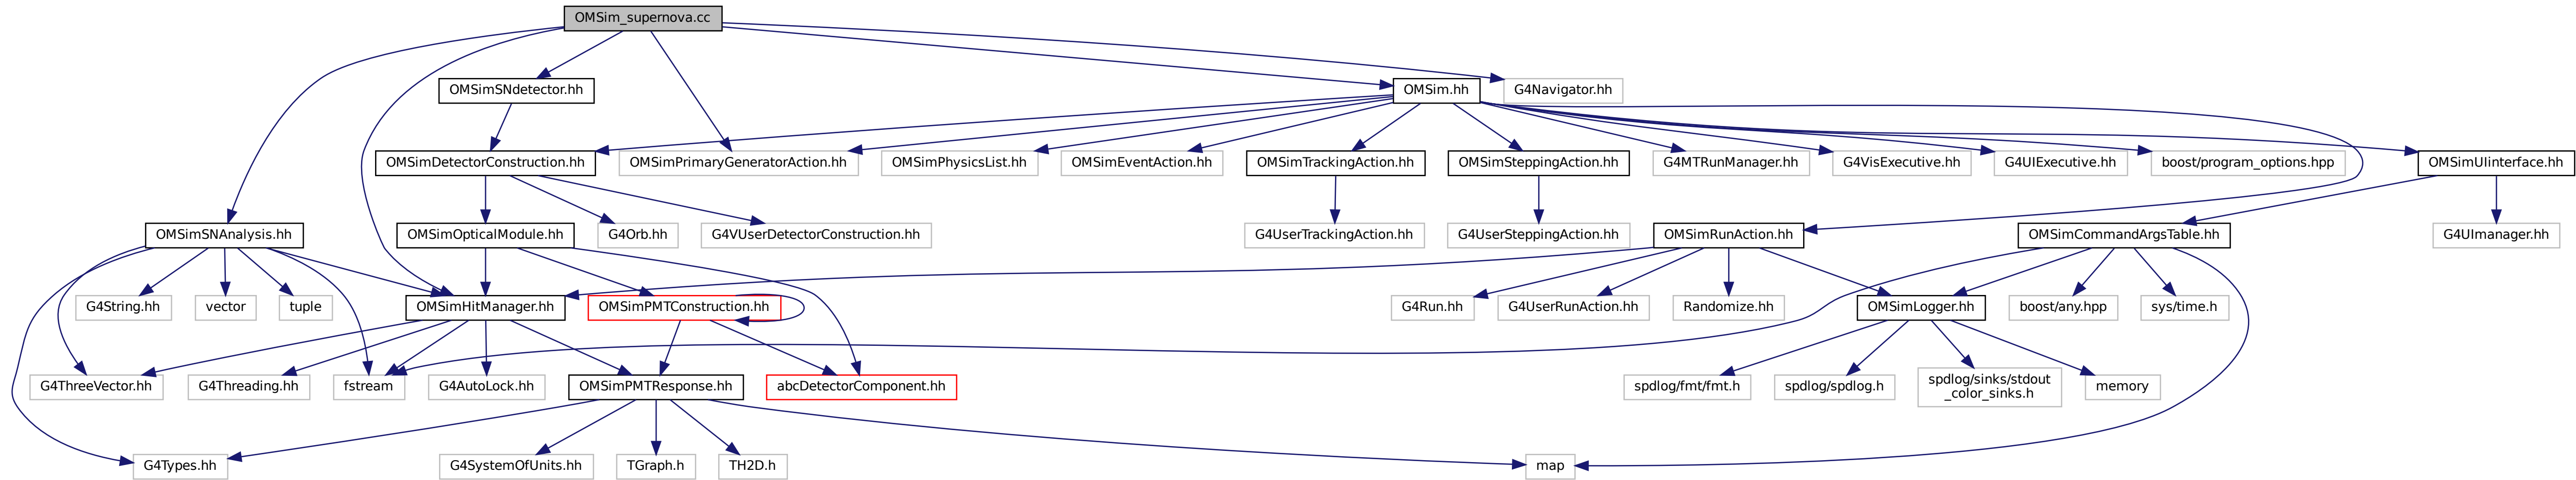 OMSim_supernova.cc
OMSimSNdetector.hh
OMSim.hh
G4Navigator.hh
OMSimDetectorConstruction.hh
OMSimPrimaryGeneratorAction.hh
OMSimPhysicsList.hh
OMSimEventAction.hh
OMSimTrackingAction.hh
OMSimSteppingAction.hh
G4MTRunManager.hh
G4VisExecutive.hh
G4UIExecutive.hh
boost/program_options.hpp
OMSimUIinterface.hh
OMSimSNAnalysis.hh
OMSimOpticalModule.hh
G4Orb.hh
G4VUserDetectorConstruction.hh
G4UserTrackingAction.hh
G4UserSteppingAction.hh
OMSimRunAction.hh
OMSimCommandArgsTable.hh
G4UImanager.hh
G4String.hh
vector
tuple
OMSimHitManager.hh
OMSimPMTConstruction.hh
G4Run.hh
G4UserRunAction.hh
Randomize.hh
OMSimLogger.hh
boost/any.hpp
sys/time.h
G4ThreeVector.hh
G4Threading.hh
fstream
G4AutoLock.hh
OMSimPMTResponse.hh
abcDetectorComponent.hh
spdlog/fmt/fmt.h
spdlog/spdlog.h
spdlog/sinks/stdout
_color_sinks.h
memory
G4Types.hh
G4SystemOfUnits.hh
TGraph.h
TH2D.h
map